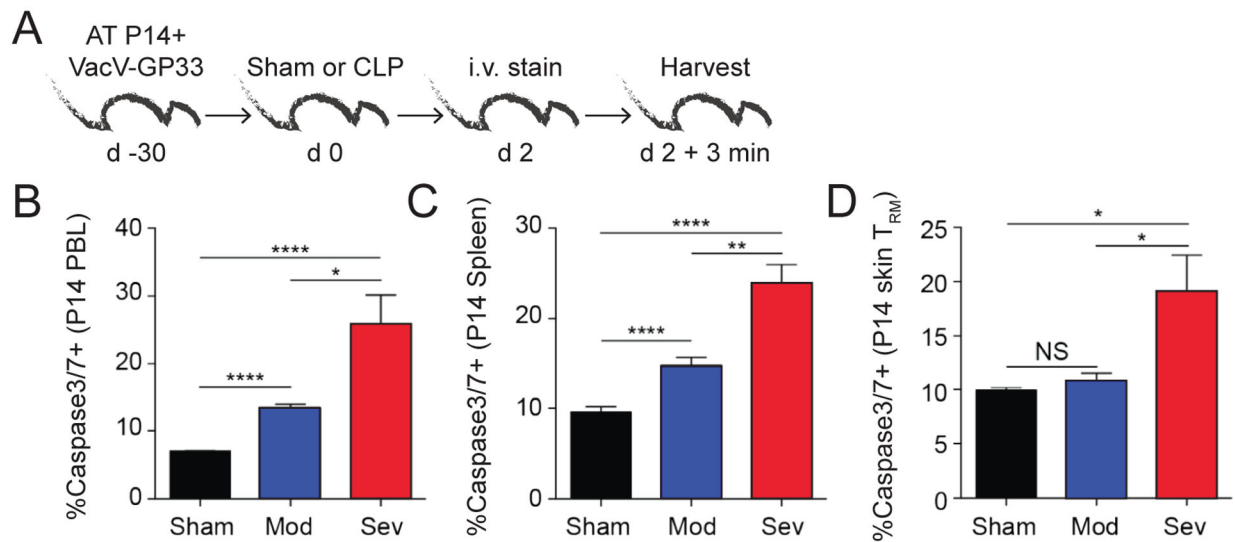 A
AT P14+
VacV-GP33
Sham or CLP
i.v. stain
Harvest
d -30
d 0
d 2
d 2 + 3 min
B
%Caspase3/7+ (P14 PBL)
40
30
20
10
0
****
*
****
Sham
Mod
Sev
C
%Caspase3/7+ (P14 Spleen)
30
20
10
0
****
**
****
Sham
Mod
Sev
D
%Caspase3/7+ (P14 skin TRM)
25
20
15
10
5
0
*
*
NS
Sham
Mod
Sev